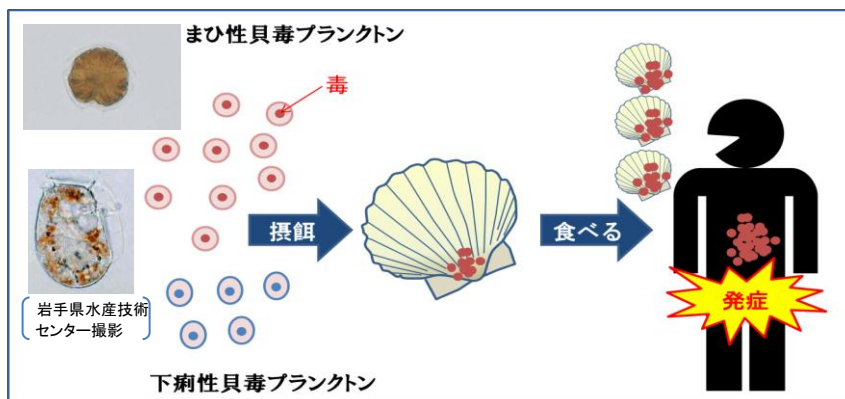 まひ性貝毒プランクトン
毒
摂餌
食べる
発症
岩手県水産技術
センター撮影
下痢性貝毒プランクトン